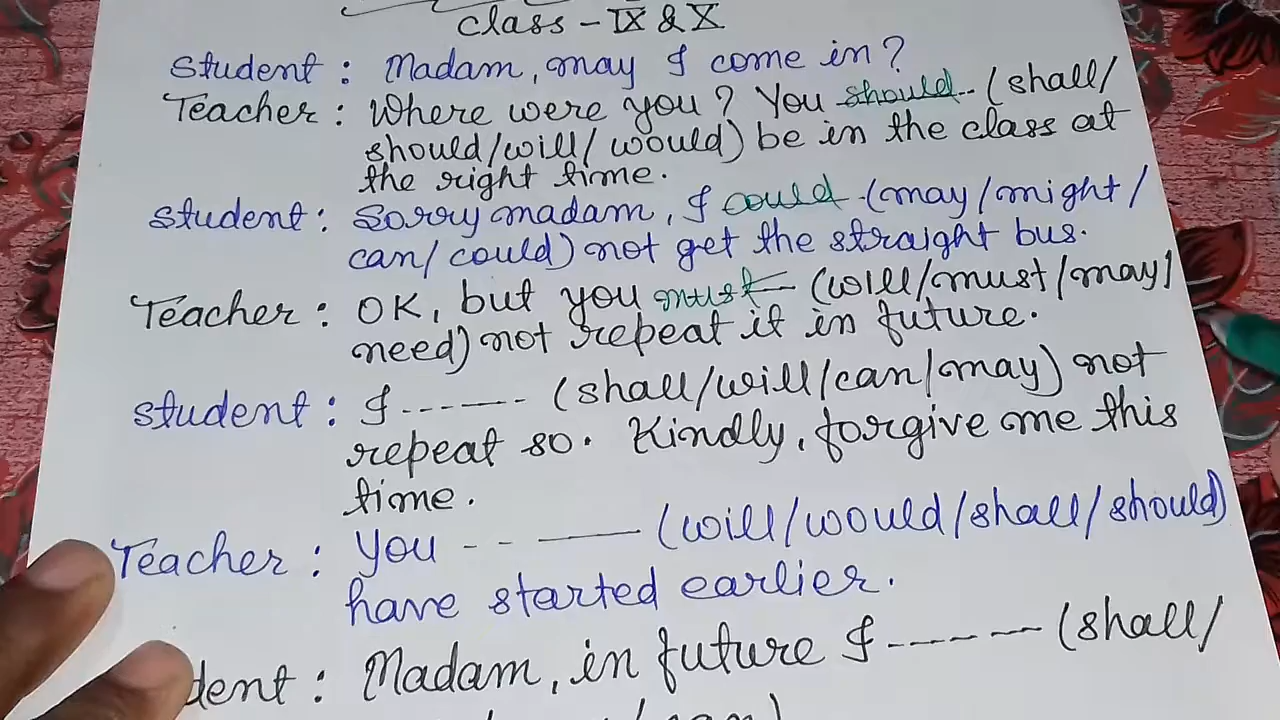 Class - IX & X
Student : Madam, may I come in?
Teacher : Where were you? You should -- (shall/
should/will/would) be in the class at
the right time.
Student : Sorry madam, I could - (may/might/
can/could) not get the straight bus.
Teacher : OK, but you must (will/must/may/
need) not repeat it in future.
Student : I ------- (shall/will/can/may) not
repeat so. Kindly, forgive me this
time.
Teacher : You -- —— (will/would/shall/should)
have started earlier.
dent : Madam, in future I ------ (shall/
can)